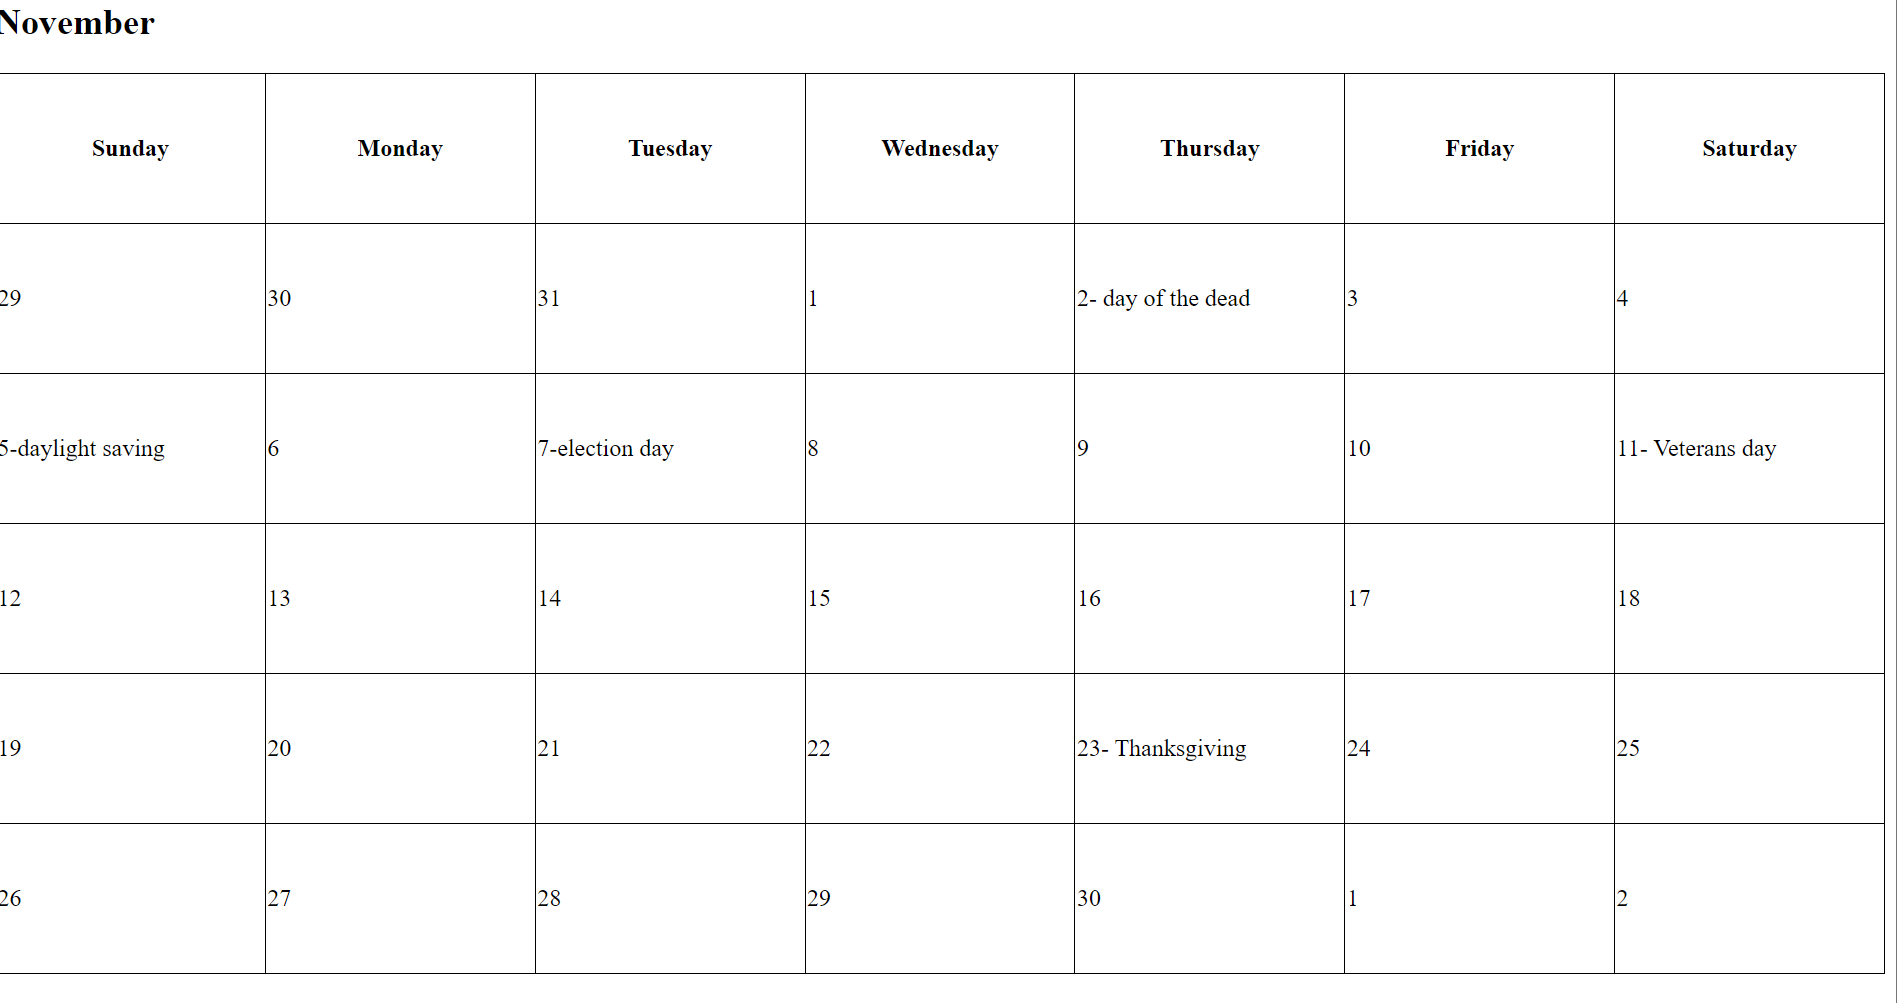 November
Sunday Monday Tuesday Wednesday Thursday Friday Saturday
29 30 31 1 2- day of the dead 3 4
5-daylight saving 6 7-election day 8 9 10 11- Veterans day
12 13 14 15 16 17 18
19 20 21 22 23- Thanksgiving 24 25
26 27 28 29 30 1 2